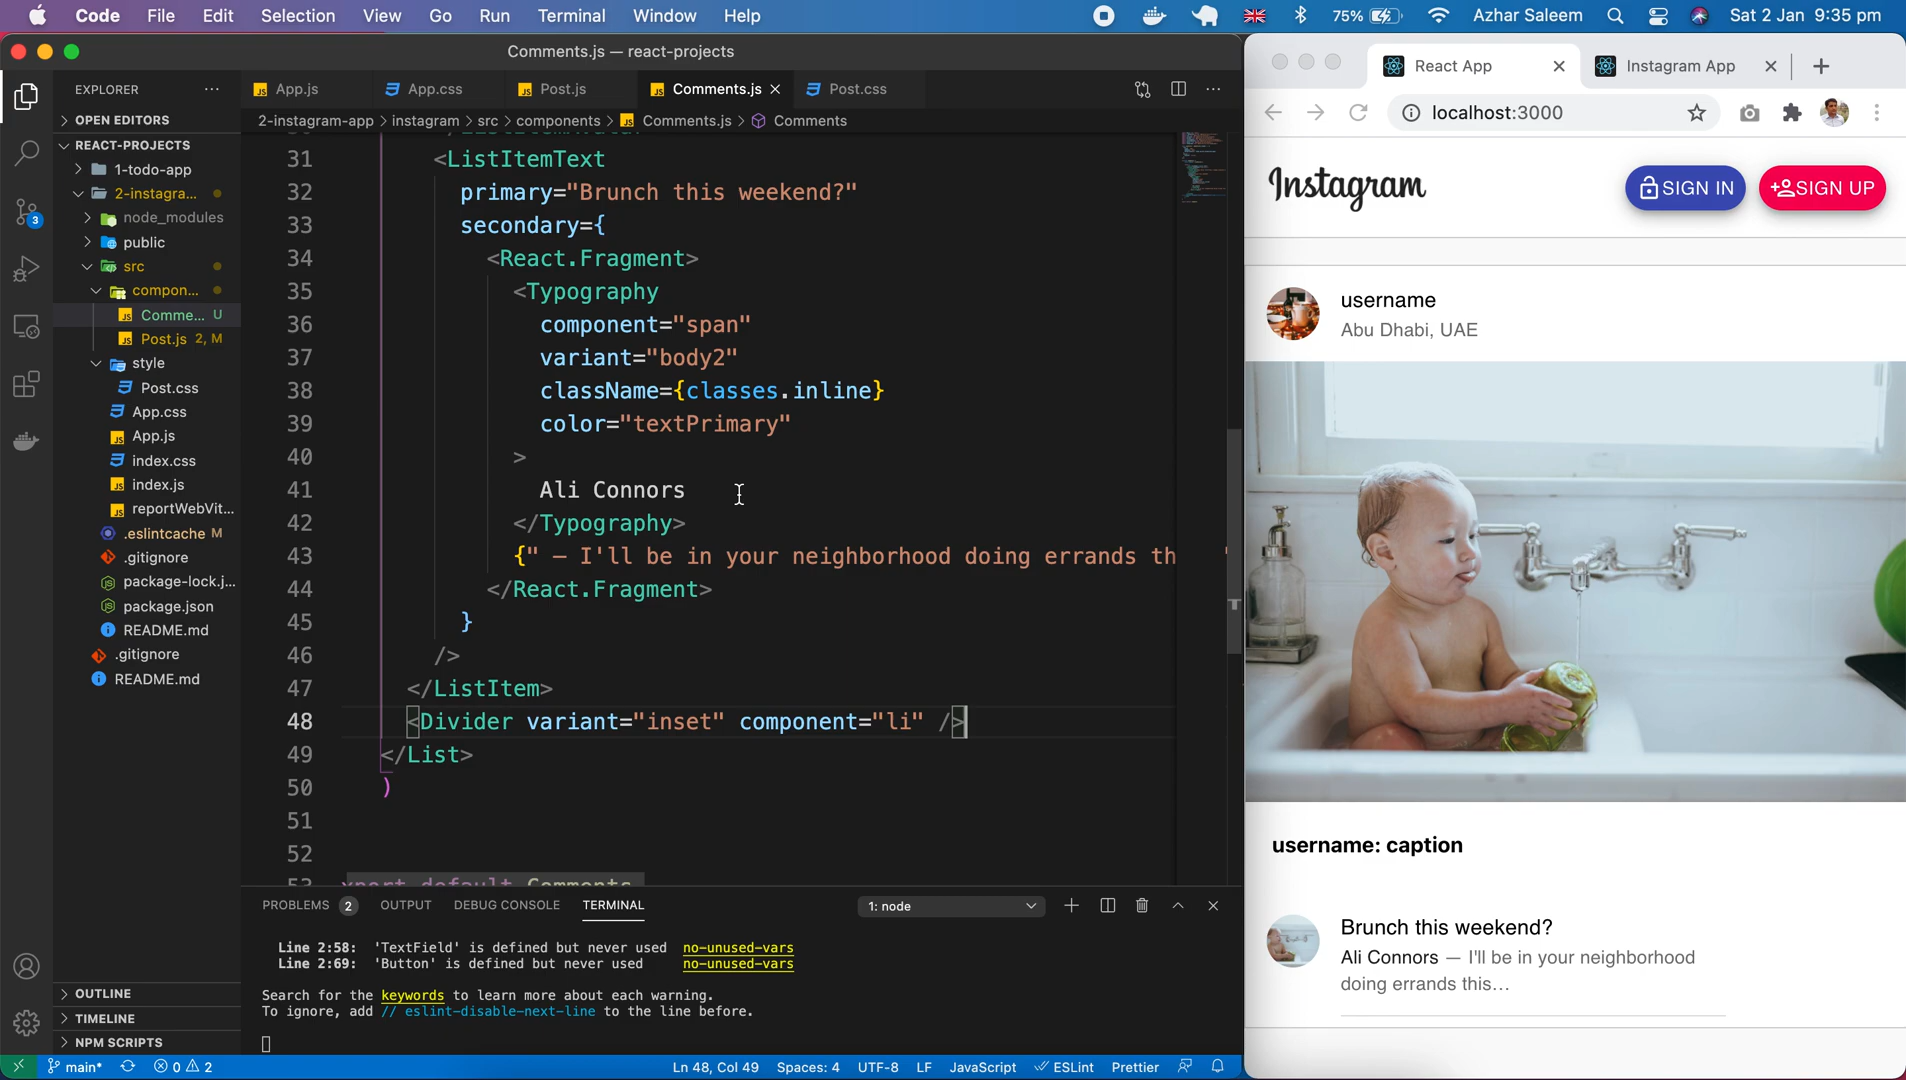 Code File Edit Selection View Go Run Terminal Window Help 75% Azhar Saleem Sat 2 Jan 9:35 pm
Comments.js — react-projects
EXPLORER
OPEN EDITORS
REACT-PROJECTS
1-todo-app
2-instagra...
node_modules
public
src
compon...
Comme... U
Post.js 2, M
style
Post.css
App.css
App.js
index.css
index.js
reportWebVit...
.eslintcache M
.gitignore
package-lock.j...
package.json
README.md
.gitignore
README.md
OUTLINE
TIMELINE
NPM SCRIPTS
3
App.js App.css Post.js Comments.js Post.css
2-instagram-app > instagram > src > components > Comments.js > Comments
31 <ListItemText
32 primary="Brunch this weekend?"
33 secondary={
34 <React.Fragment>
35 <Typography
36 component="span"
37 variant="body2"
38 className={classes.inline}
39 color="textPrimary"
40 >
41 Ali Connors
42 </Typography>
43 {" — I'll be in your neighborhood doing errands th
44 </React.Fragment>
45 }
46 />
47 </ListItem>
48 <Divider variant="inset" component="li" />
49 </List>
50 )
51
52
53 xport default Comments
PROBLEMS 2 OUTPUT DEBUG CONSOLE TERMINAL 1: node
Line 2:58: 'TextField' is defined but never used no-unused-vars
Line 2:69: 'Button' is defined but never used no-unused-vars
Search for the keywords to learn more about each warning.
To ignore, add // eslint-disable-next-line to the line before.
main* 0 2 Ln 48, Col 49 Spaces: 4 UTF-8 LF JavaScript ESLint Prettier
React App Instagram App
localhost:3000
Instagram SIGN IN SIGN UP
username
Abu Dhabi, UAE
username: caption
Brunch this weekend?
Ali Connors — I'll be in your neighborhood
doing errands this…